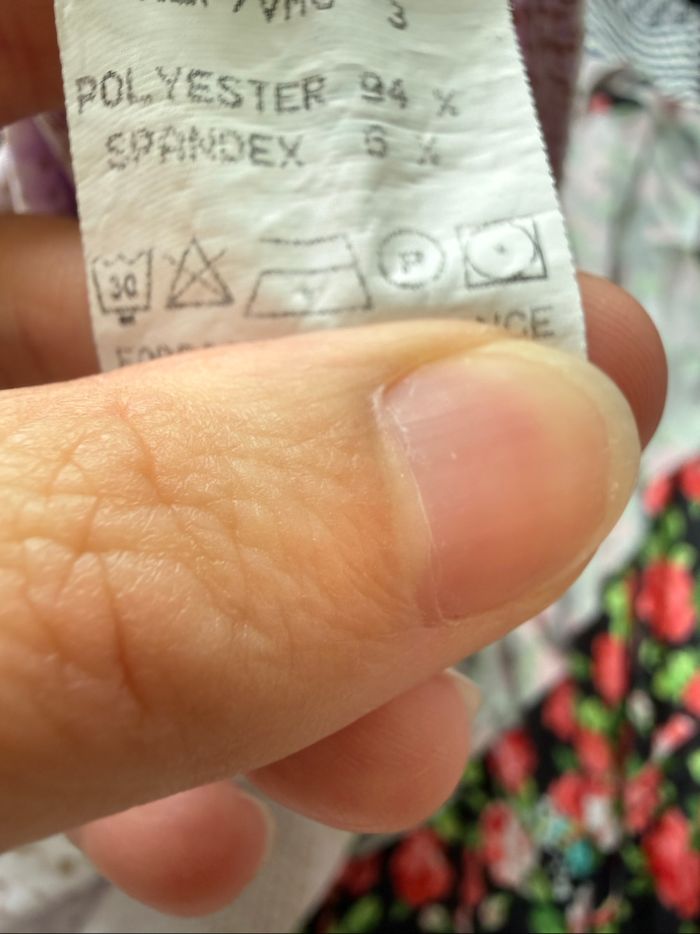 3
POLYESTER 94 %
SPANDEX 6 %
30 P